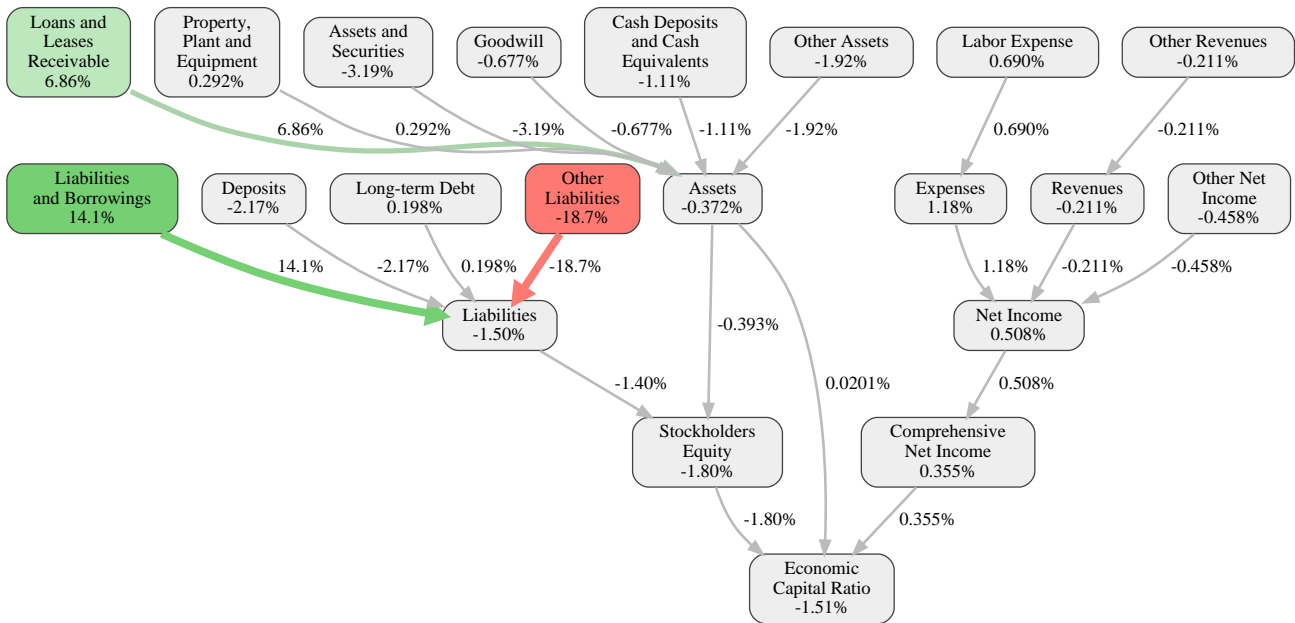 Loans and
Leases
Receivable
6.86%
Property,
Plant and
Equipment
0.292%
Assets and
Securities
-3.19%
Goodwill
-0.677%
Cash Deposits
and Cash
Equivalents
-1.11%
Other Assets
-1.92%
Labor Expense
0.690%
Other Revenues
-0.211%
6.86%
0.292%
-3.19%
-0.677%
-1.11%
-1.92%
0.690%
-0.211%
Liabilities
and Borrowings
14.1%
Deposits
-2.17%
Long-term Debt
0.198%
Other
Liabilities
-18.7%
Assets
-0.372%
Expenses
1.18%
Revenues
-0.211%
Other Net
Income
-0.458%
14.1%
-2.17%
0.198%
-18.7%
1.18%
-0.211%
-0.458%
Liabilities
-1.50%
-0.393%
Net Income
0.508%
-1.40%
0.0201%
0.508%
Stockholders
Equity
-1.80%
Comprehensive
Net Income
0.355%
-1.80%
0.355%
Economic
Capital Ratio
-1.51%